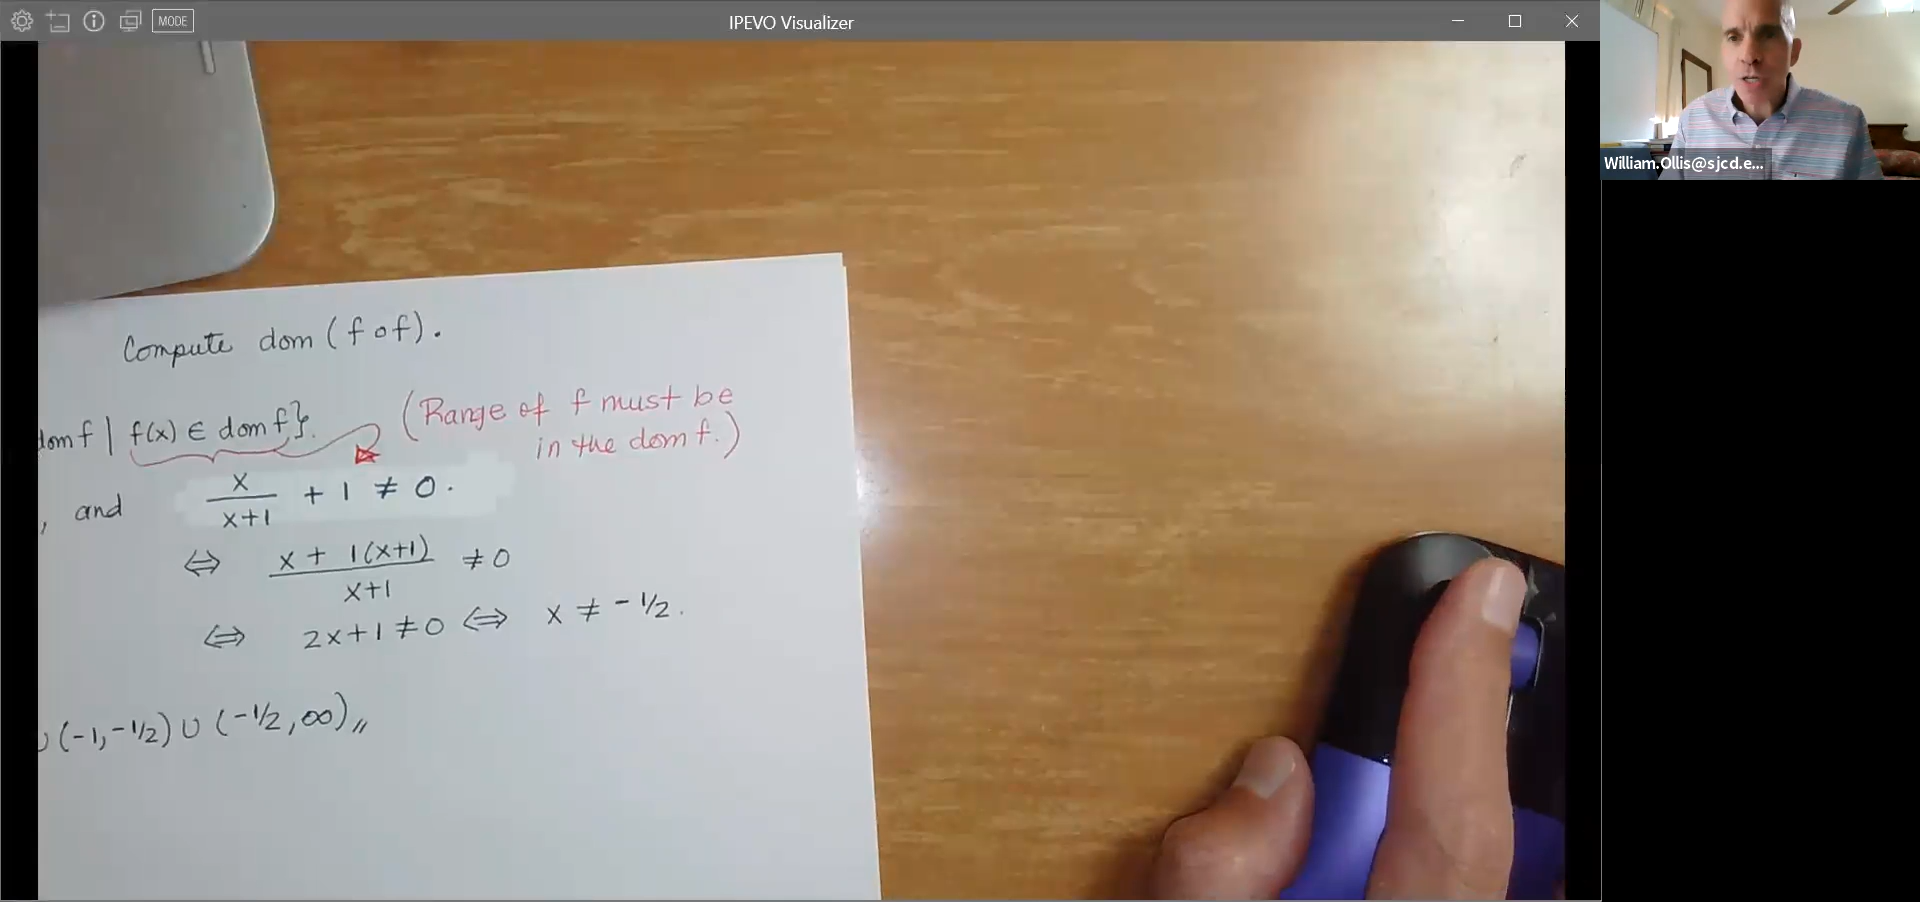 MODE
IPEVO Visualizer
William.Ollis@sjcd.e...
Compute dom (f ∘ f).
dom f | f(x) ∈ dom f}. (Range of f must be
in the dom f.)
, and x/(x+1) + 1 ≠ 0.
⇔ (x + 1(x+1))/(x+1) ≠ 0
⇔ 2x+1 ≠ 0 ⇔ x ≠ -1/2.
∪ (-1, -1/2) ∪ (-1/2, ∞) //